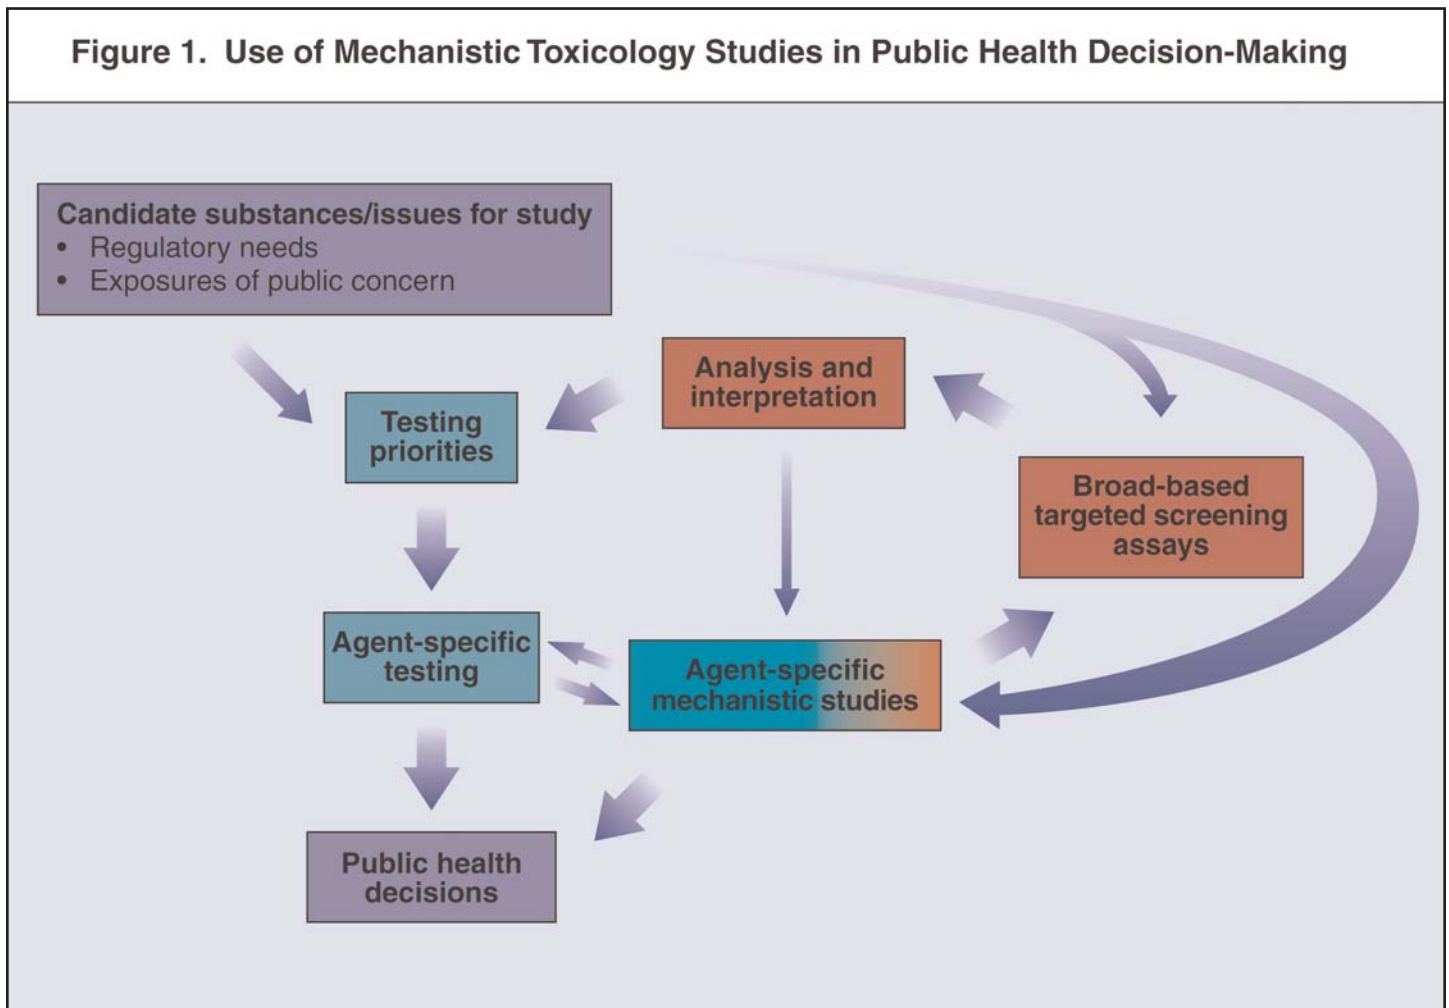 Figure 1. Use of Mechanistic Toxicology Studies in Public Health Decision-Making
Candidate substances/issues for study
• Regulatory needs
• Exposures of public concern
Analysis and
interpretation
Testing
priorities
Broad-based
targeted screening
assays
Agent-specific
testing
Agent-specific
mechanistic studies
Public health
decisions